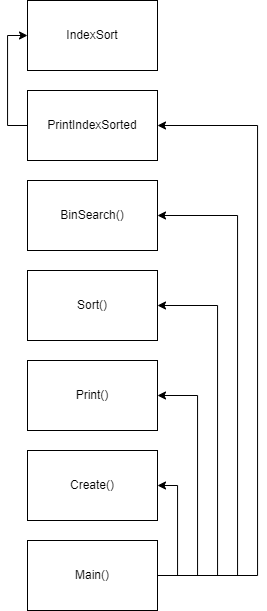 IndexSort
PrintIndexSorted
BinSearch()
Sort()
Print()
Create()
Main()